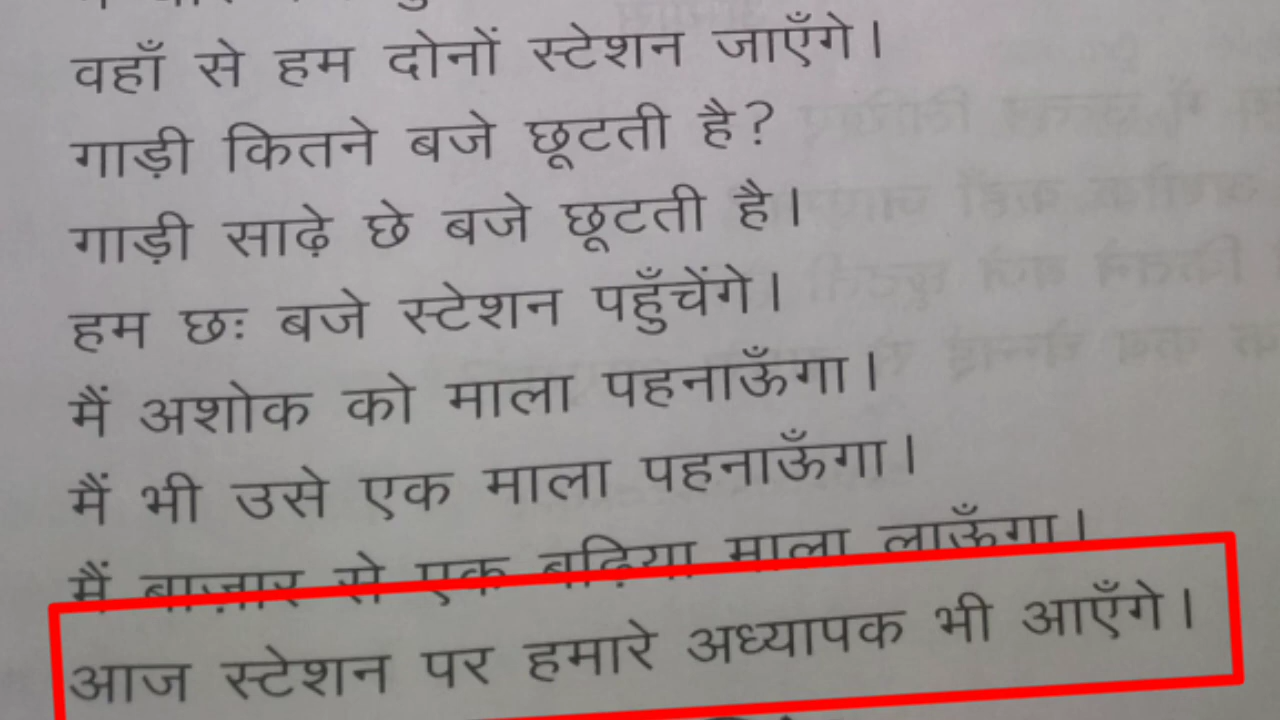 वहाँ से हम दोनों स्टेशन जाएँगे।
गाड़ी कितने बजे छूटती है?
गाड़ी साढ़े छे बजे छूटती है।
हम छः बजे स्टेशन पहुँचेंगे।
मैं अशोक को माला पहनाऊँगा।
मैं भी उसे एक माला पहनाऊँगा।
मैं बाज़ार से एक बढ़िया माला लाऊँगा।
आज स्टेशन पर हमारे अध्यापक भी आएँगे।